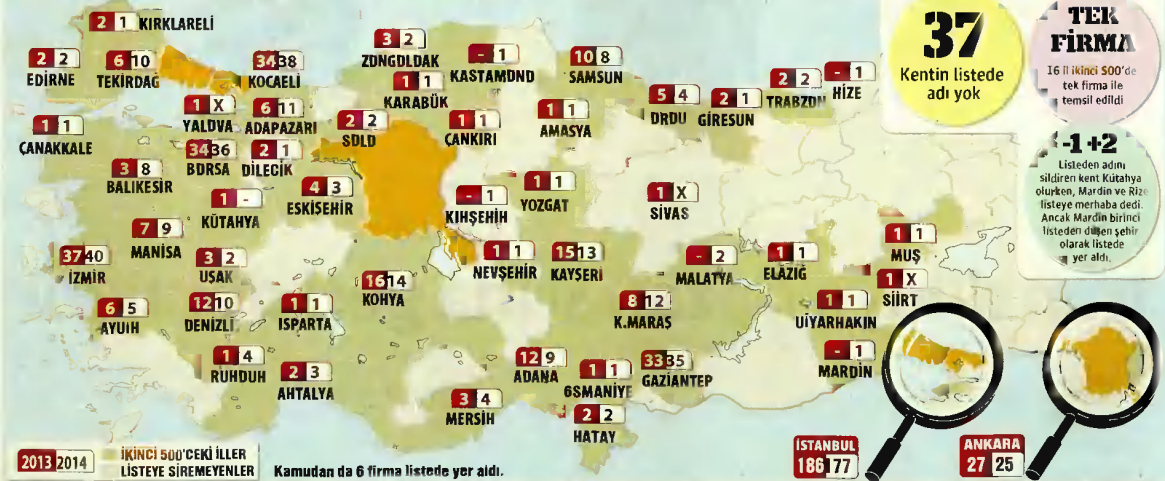 2 1 KIRKLARELİ
2 2
EDİRNE
6 10
TEKİRDAĞ
34 38
KOCAELİ
3 2
ZDNGDLDAK
- 1
KASTAMDND
10 8
SAMSUN
1 1
KARABÜK
5 4
DRDU
2 1
GİRESUN
2 2
TRABZDN
- 1
HİZE
1 X
YALDVA
6 11
ADAPAZARI
2 2
SDLD
1 1
ÇANKIRI
1 1
AMASYA
1 1
ÇANAKKALE
34 36
BDRSA
2 1
DİLECİK
3 8
BALIKESİR
1 -
KÜTAHYA
4 3
ESKİŞEHİR
- 1
KIHŞEHİH
1 1
YOZGAT
1 X
SİVAS
7 9
MANİSA
37 40
İZMİR
3 2
UŞAK
16 14
KOHYA
1 1
NEVŞEHİR
15 13
KAYSERİ
- 2
MALATYA
1 1
ELAZIĞ
1 1
MUŞ
1 X
SİİRT
6 5
AYUIH
12 10
DENİZLİ
1 1
ISPARTA
8 12
K.MARAŞ
1 1
UİYARHAKIN
- 1
MARDİN
1 4
RUHDUH
2 3
AHTALYA
12 9
ADANA
1 1
6SMANİYE
33 35
GAZİANTEP
3 4
MERSİH
2 2
HATAY
37
Kentin listede
adı yok
TEK
FİRMA
16 il ikinci 500'de
tek firma ile
temsil edildi
-1 +2
Listeden adını
sildiren kent Kütahya
olurken, Mardin ve Rize
listeye merhaba dedi.
Ancak Mardin birinci
listeden düşen şehir
olarak listede
yer aldı.
İSTANBUL
186 177
ANKARA
27 25
2013 2014
İKİNCİ 500'CEKİ İLLER
LİSTEYE SİREMEYENLER
Kamudan da 6 firma listede yer aldı.